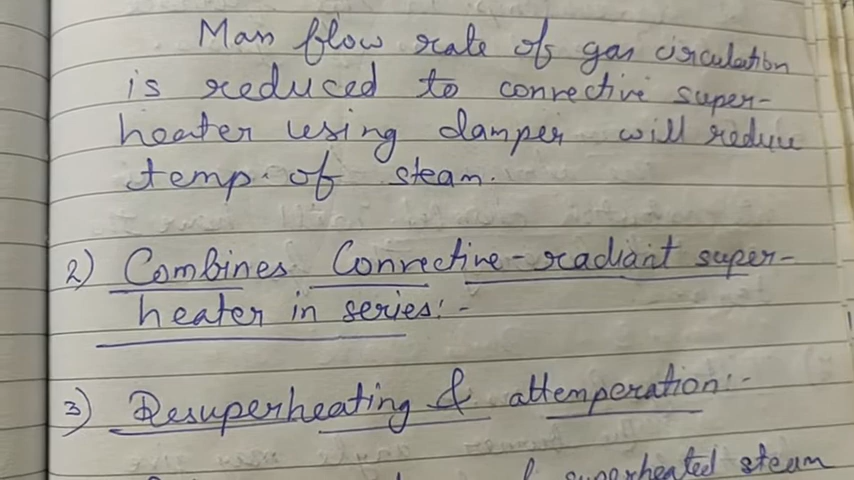 Mass flow rate of gas circulation
is reduced to convective super-
heater using damper will reduce
temp. of steam.
2) Combines Convective-radiant super-
heater in series:-
3) Desuperheating & attemperation:-
superheated steam